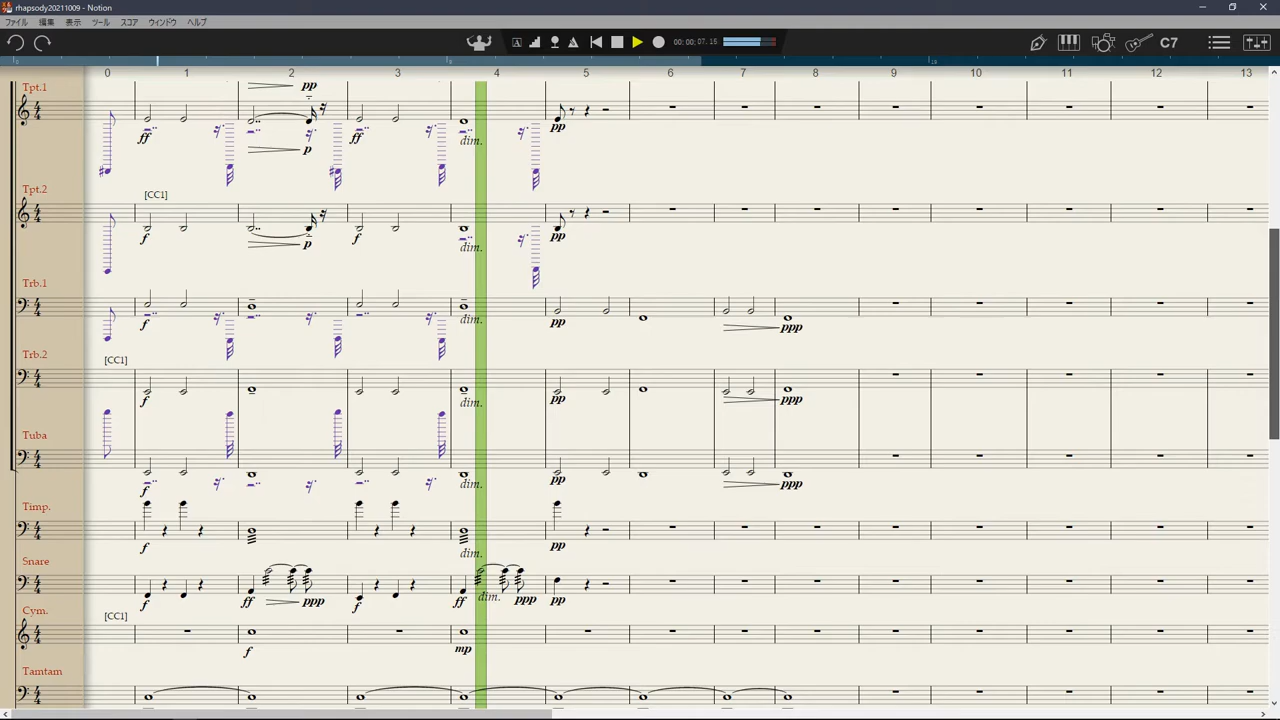 rhapsody20211009 - Notion
ファイル 編集 表示 ツール スコア ウィンドウ ヘルプ
A 00:00:07.15 C7
0 1 2 3 4 5 6 7 8 9 10 11 12 13
Tpt.1
pp
ff p ff dim. pp
Tpt.2
[CC1]
f p f dim. pp
Trb.1
f dim. pp ppp
Trb.2
[CC1]
f dim. pp ppp
Tuba
f dim. pp ppp
Timp.
f dim. pp
Snare
f ff ppp f ff dim. ppp pp
Cym.
[CC1]
f mp
Tamtam